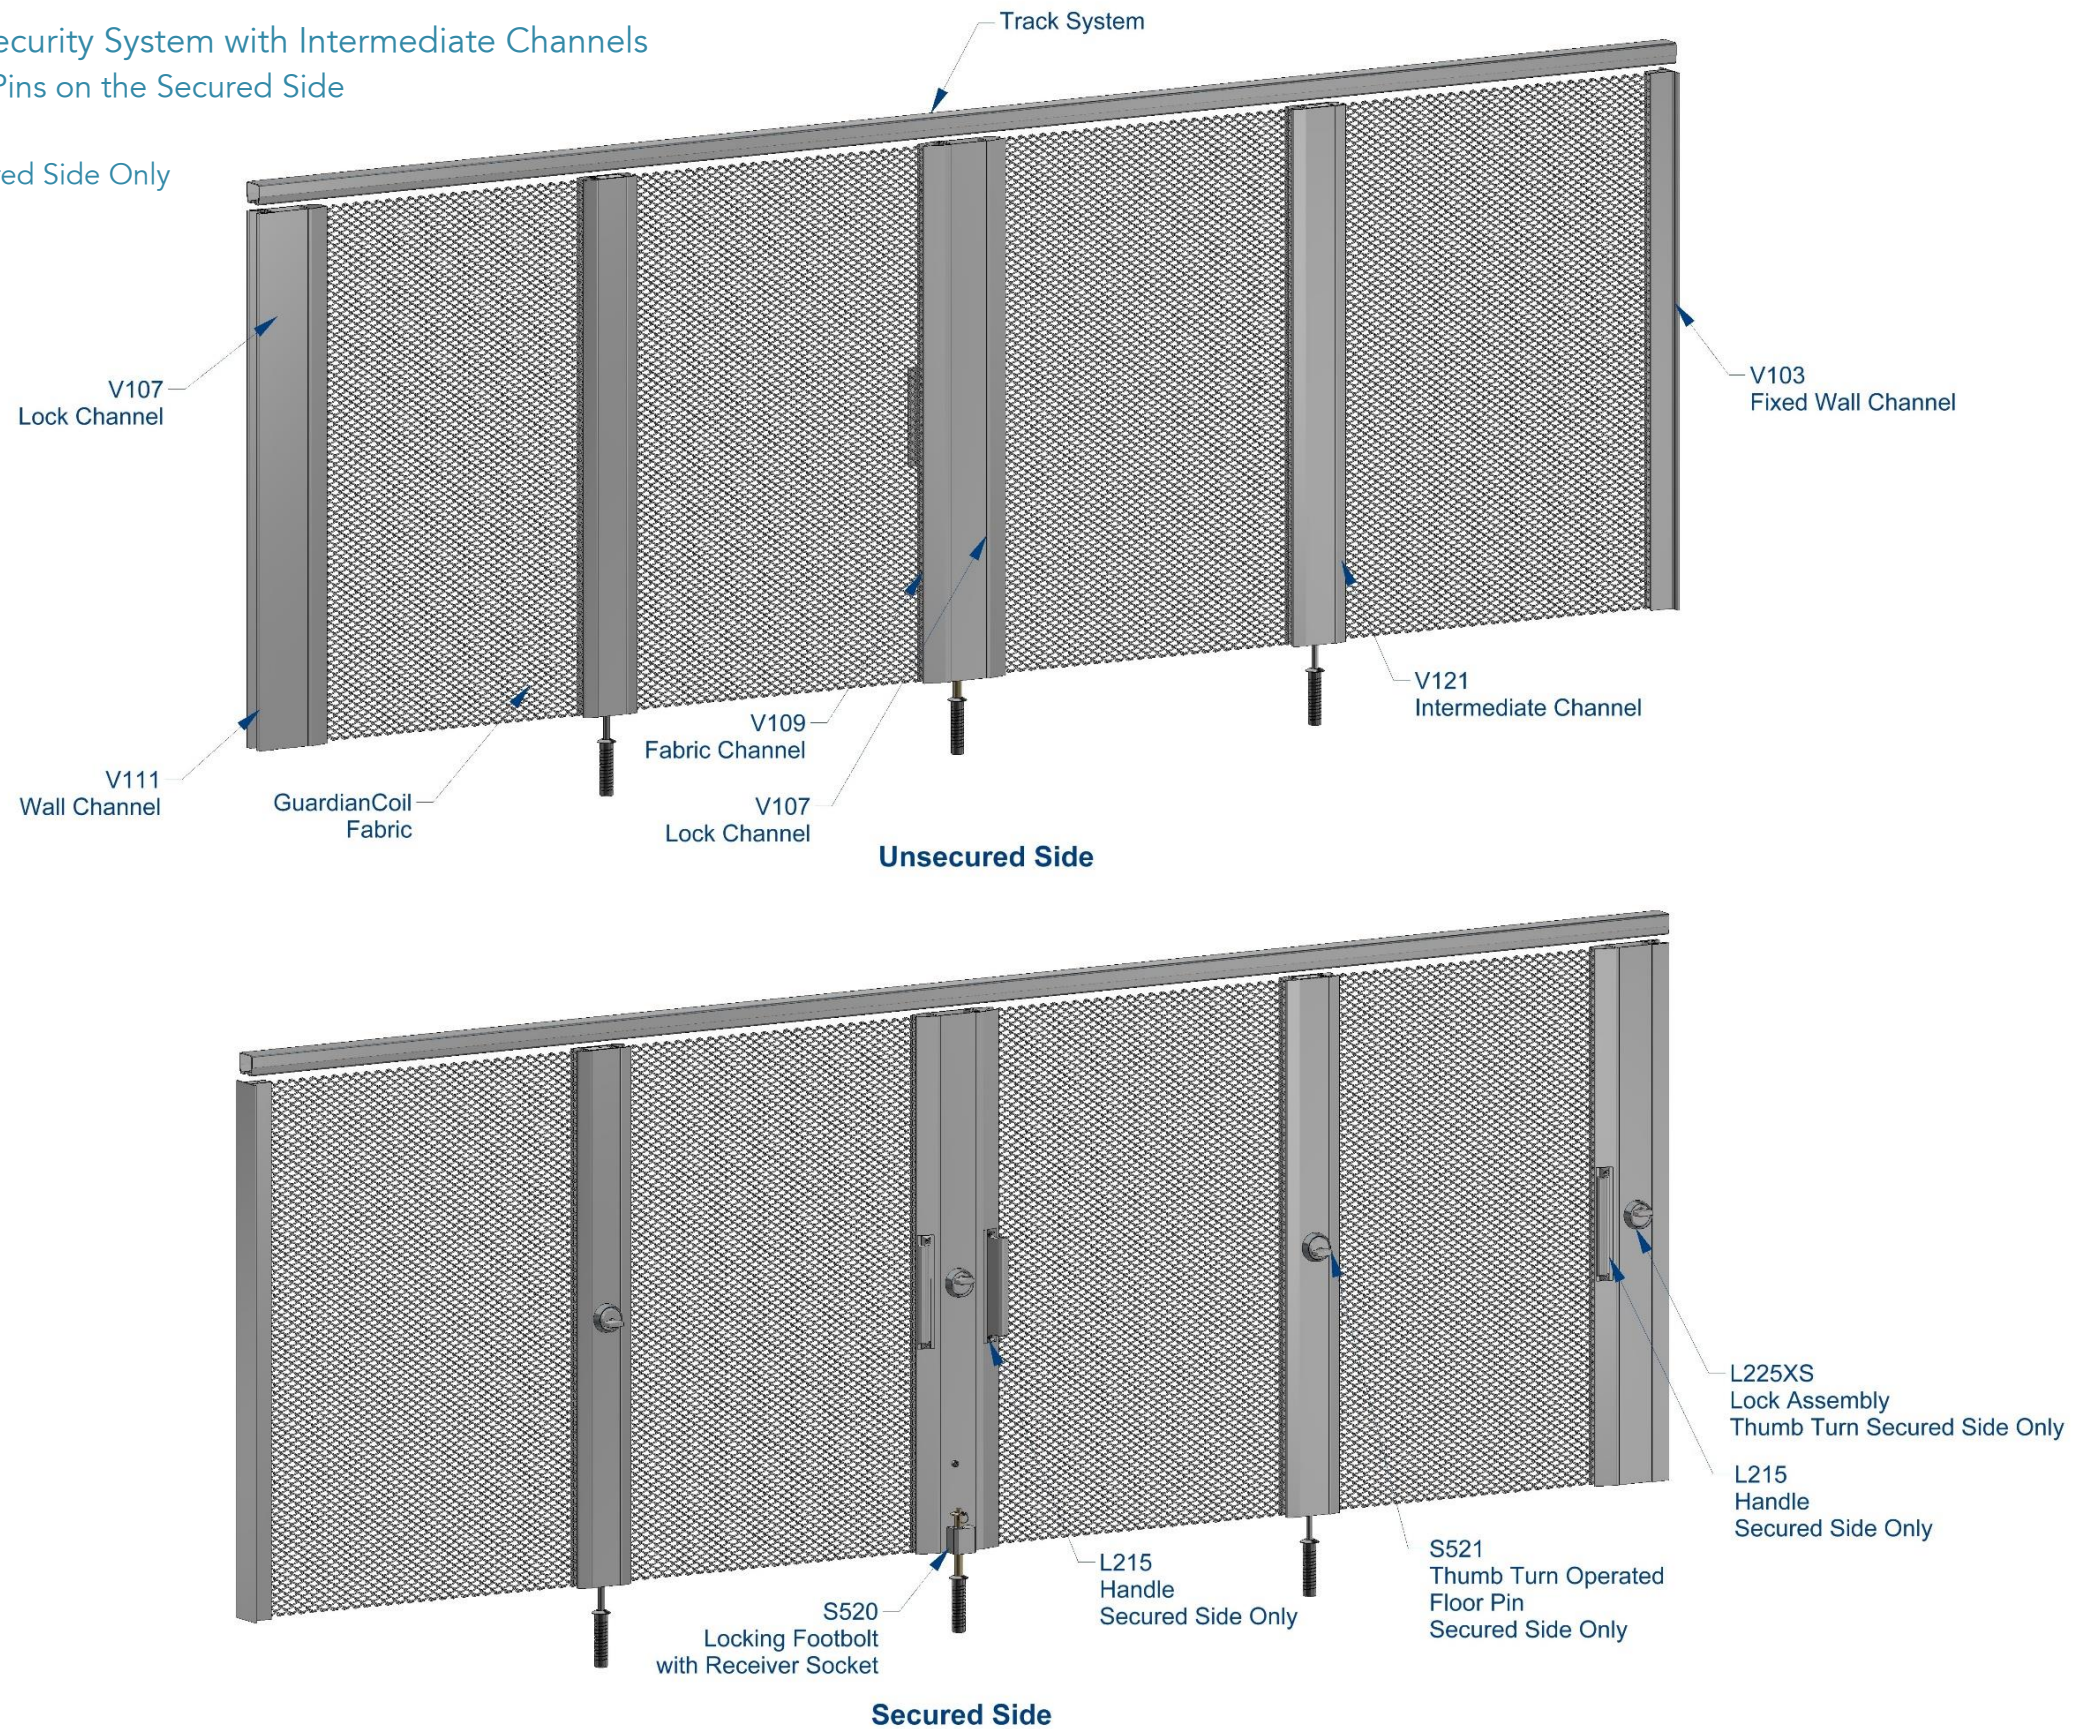 ecurity System with Intermediate Channels
Pins on the Secured Side
ed Side Only
Track System
V107
Lock Channel
V103
Fixed Wall Channel
V121
Intermediate Channel
V109
Fabric Channel
V111
Wall Channel
GuardianCoil
Fabric
V107
Lock Channel
Unsecured Side
L225XS
Lock Assembly
Thumb Turn Secured Side Only
L215
Handle
Secured Side Only
S521
Thumb Turn Operated
Floor Pin
Secured Side Only
L215
Handle
Secured Side Only
S520
Locking Footbolt
with Receiver Socket
Secured Side